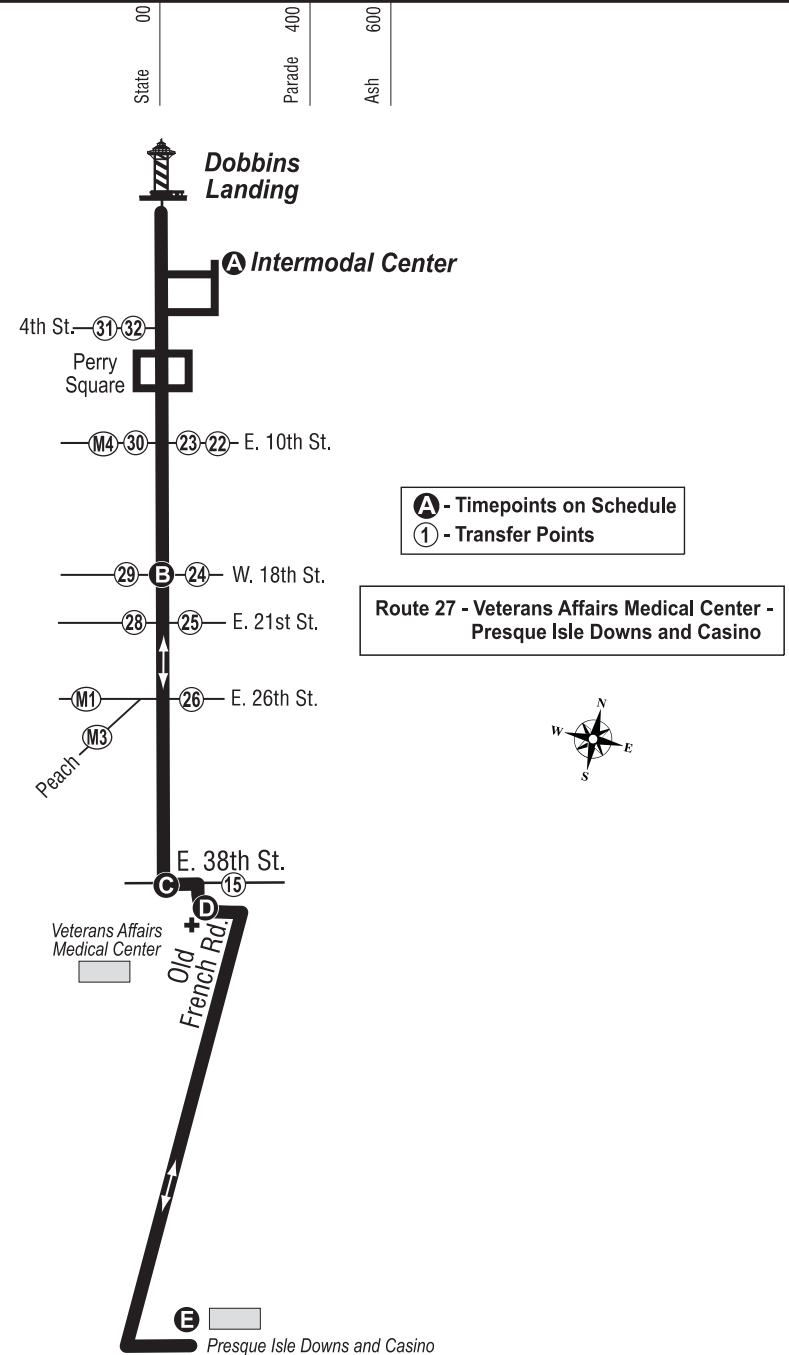 State 00
Parade 400
Ash 600
Dobbins
Landing
A Intermodal Center
4th St. 31 32
Perry
Square
M4 30 23 22 E. 10th St.
A - Timepoints on Schedule
1 - Transfer Points
29 B 24 W. 18th St.
Route 27 - Veterans Affairs Medical Center -
Presque Isle Downs and Casino
28 25 E. 21st St.
M1 26 E. 26th St.
M3
Peach
N
W
E
S
E. 38th St.
C 15
D
Veterans Affairs
Medical Center
Old
French Rd.
E
Presque Isle Downs and Casino